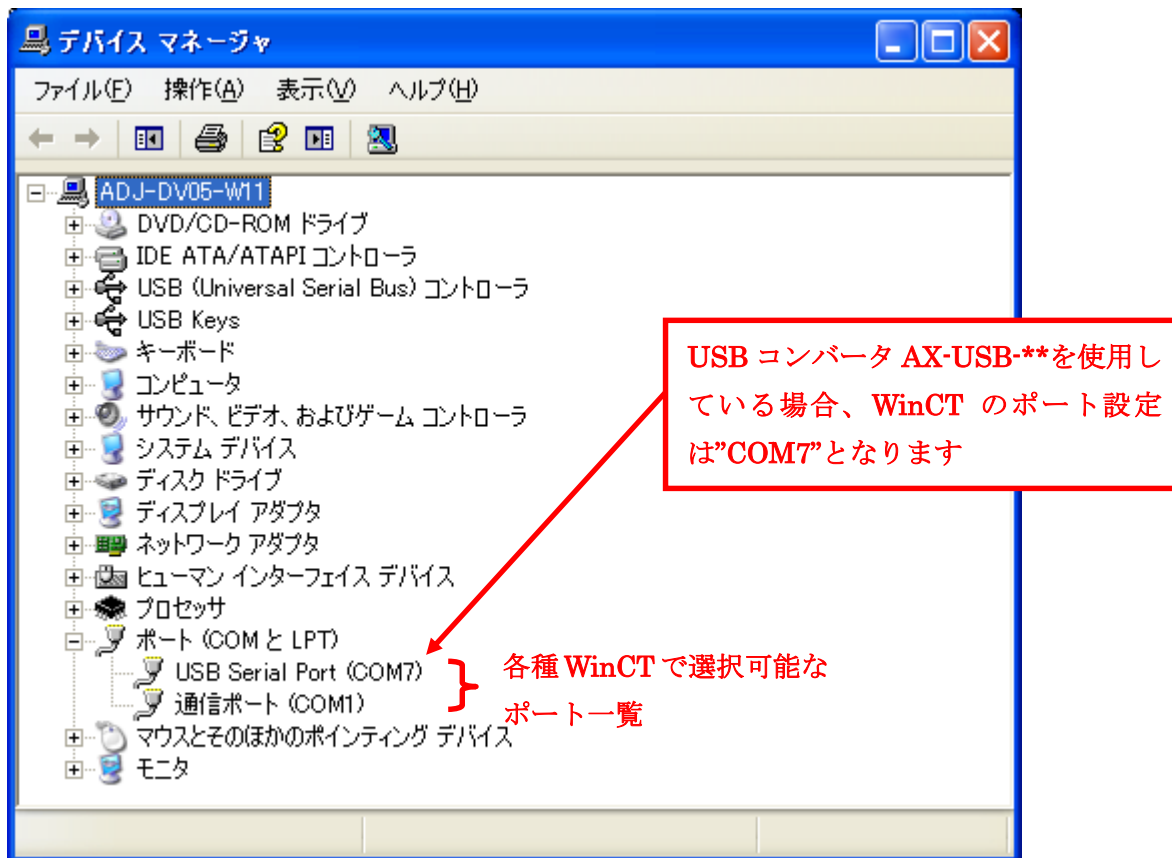 デバイス マネージャ
ファイル(F) 操作(A) 表示(V) ヘルプ(H)
ADJ-DV05-W11
DVD/CD-ROM ドライブ
IDE ATA/ATAPI コントローラ
USB (Universal Serial Bus) コントローラ
USB Keys
キーボード
コンピュータ
サウンド、ビデオ、およびゲーム コントローラ
システム デバイス
ディスク ドライブ
ディスプレイ アダプタ
ネットワーク アダプタ
ヒューマン インターフェイス デバイス
プロセッサ
ポート (COM と LPT)
USB Serial Port (COM7)
通信ポート (COM1)
マウスとそのほかのポインティング デバイス
モニタ
USB コンバータ AX-USB-**を使用し
ている場合、WinCT のポート設定
は”COM7”となります
各種 WinCT で選択可能な
ポート一覧